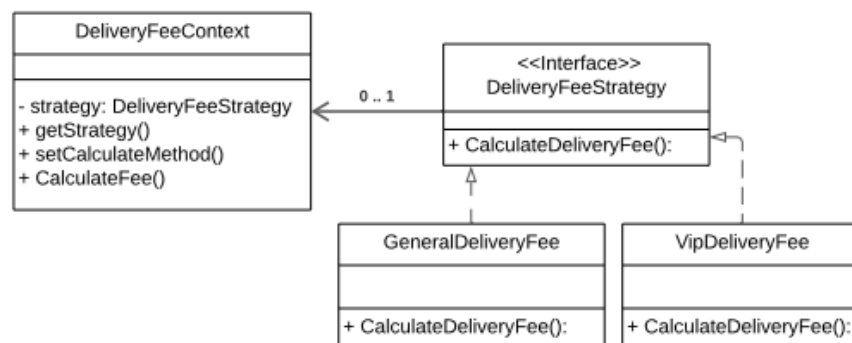 DeliveryFeeContext
- strategy: DeliveryFeeStrategy
+ getStrategy()
+ setCalculateMethod()
+ CalculateFee()
0 .. 1
<<Interface>>
DeliveryFeeStrategy
+ CalculateDeliveryFee():
GeneralDeliveryFee
+ CalculateDeliveryFee():
VipDeliveryFee
+ CalculateDeliveryFee():